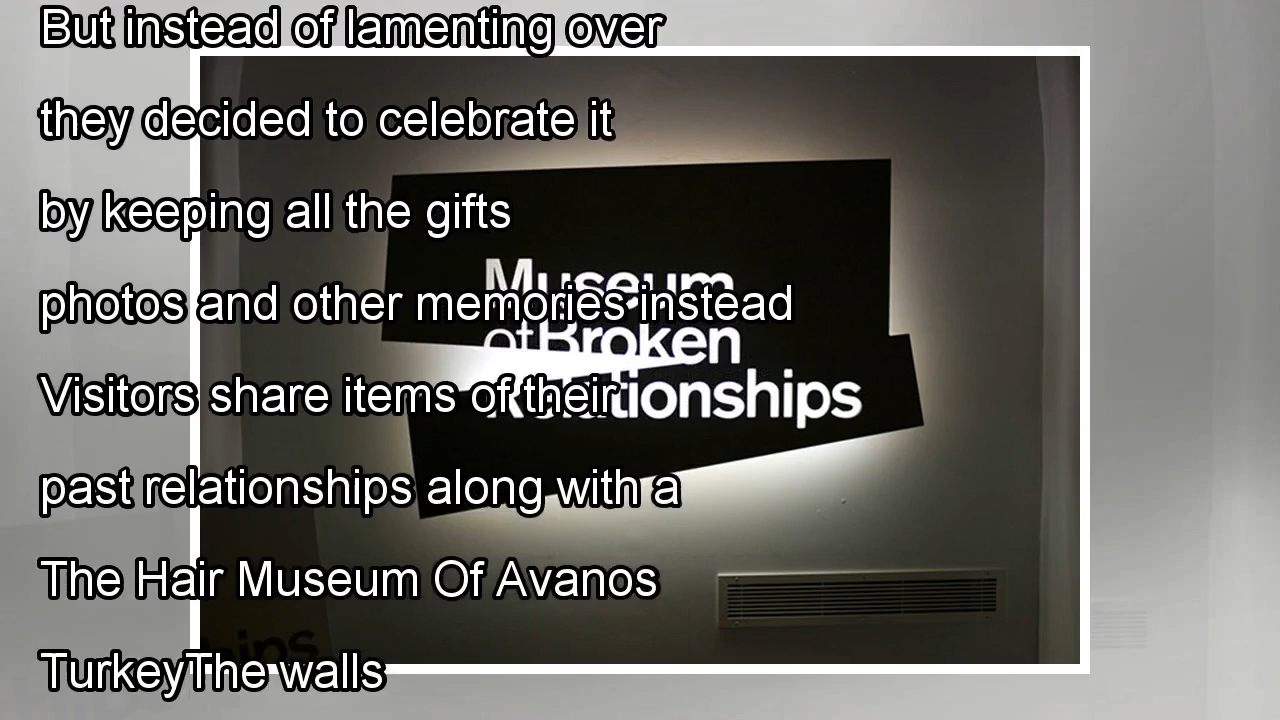 But instead of lamenting over
they decided to celebrate it
by keeping all the gifts
photos and other memories instead
Visitors share items of their
past relationships along with a
The Hair Museum Of Avanos
TurkeyThe walls
Museum
of Broken
Relationships